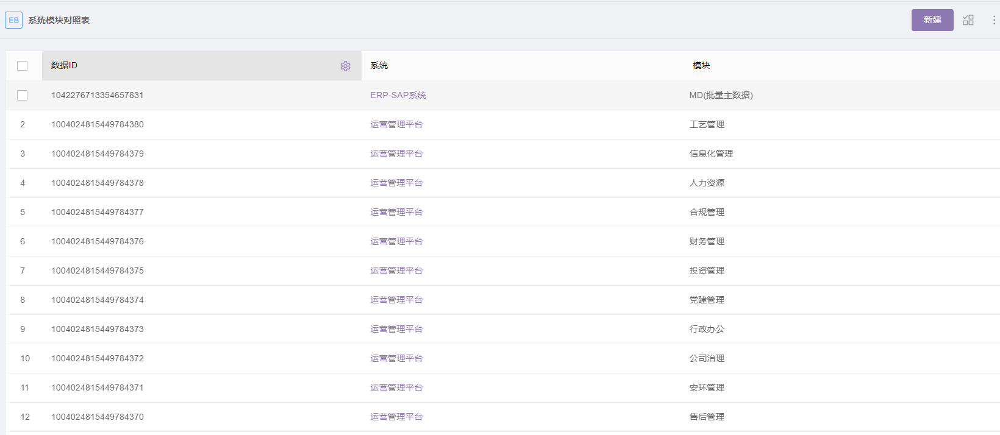 EB 系统模块对照表 新建
数据ID 系统 模块
1042276713354657831 ERP-SAP系统 MD(批量主数据)
2 1004024815449784380 运营管理平台 工艺管理
3 1004024815449784379 运营管理平台 信息化管理
4 1004024815449784378 运营管理平台 人力资源
5 1004024815449784377 运营管理平台 合规管理
6 1004024815449784376 运营管理平台 财务管理
7 1004024815449784375 运营管理平台 投资管理
8 1004024815449784374 运营管理平台 党建管理
9 1004024815449784373 运营管理平台 行政办公
10 1004024815449784372 运营管理平台 公司治理
11 1004024815449784371 运营管理平台 安环管理
12 1004024815449784370 运营管理平台 售后管理